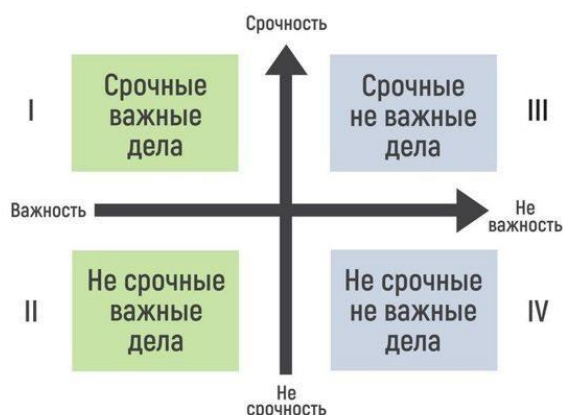 Срочность
I
Срочные
важные
дела
Срочные
не важные
дела
III
Важность
Не
важность
II
Не срочные
важные
дела
Не срочные
не важные
дела
IV
Не
срочность